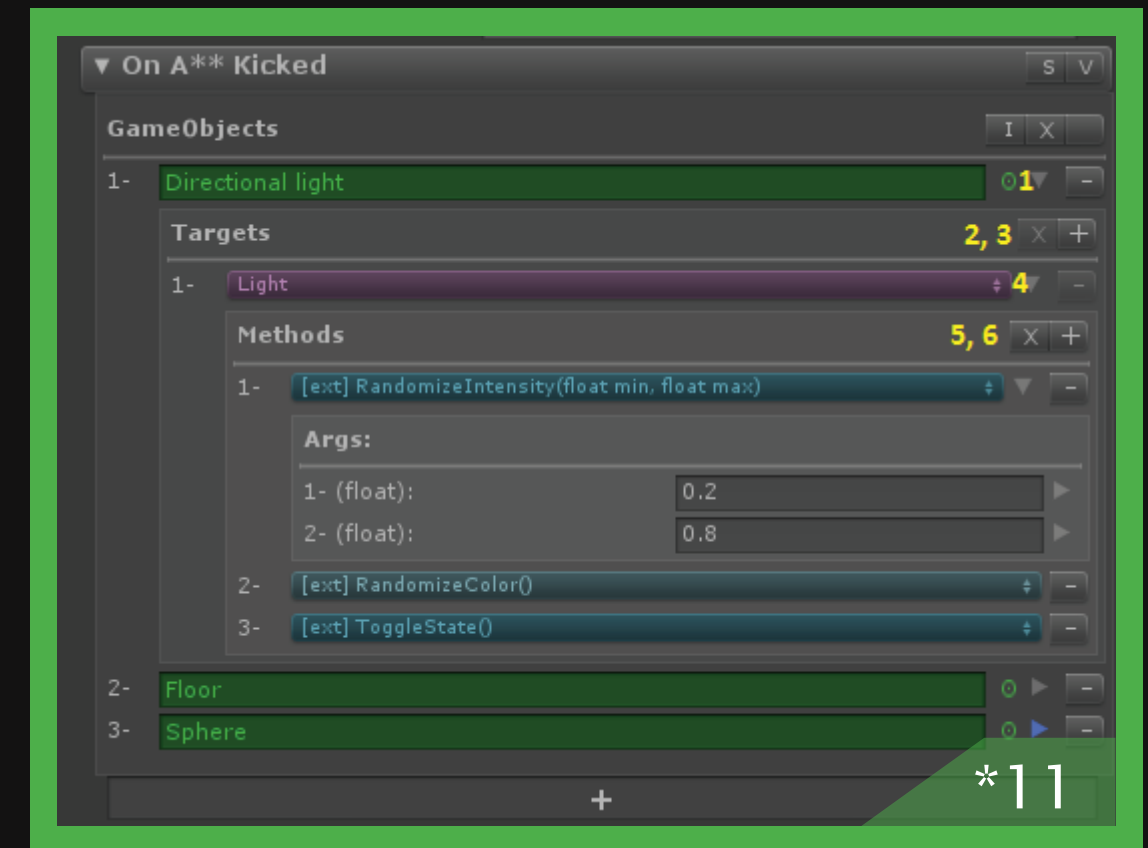 ▼ On A** Kicked S V
GameObjects I X
1- Directional light 1 −
Targets 2, 3 X +
1- Light 4 −
Methods 5, 6 X +
1- [ext] RandomizeIntensity(float min, float max) −
Args:
1- (float): 0.2
2- (float): 0.8
2- [ext] RandomizeColor() −
3- [ext] ToggleState() −
2- Floor −
3- Sphere −
+
*11